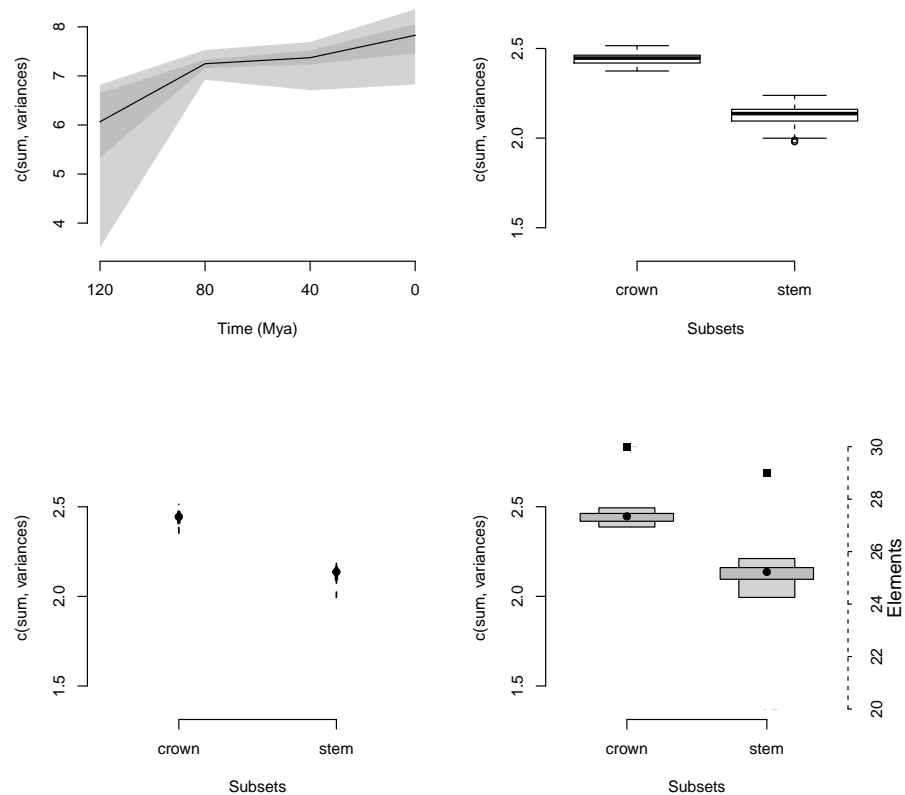 c(sum, variances)
8
7
6
5
4
120 80 40 0
Time (Mya)
c(sum, variances)
2.5
2.0
1.5
crown stem
Subsets
c(sum, variances)
2.5
2.0
1.5
crown stem
Subsets
c(sum, variances)
2.5
2.0
1.5
crown stem
Subsets
30
28
26
24
22
20
Elements